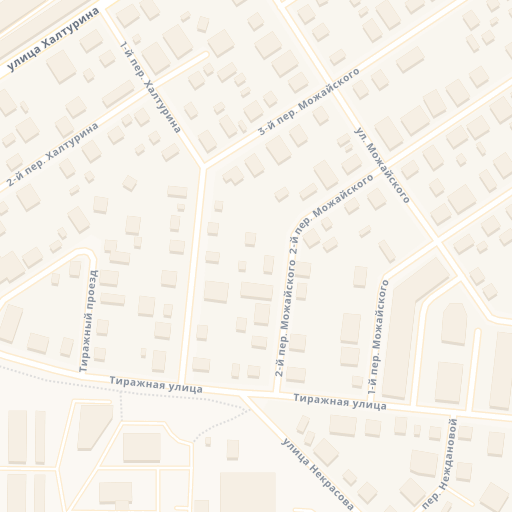 улица Халтурина
1-й пер. Халтурина
2-й пер. Халтурина
3-й пер. Можайского
ул. Можайского
2-й пер. Можайского
2-й пер. Можайского
1-й пер. Можайского
Тиражный проезд
Тиражная улица
Тиражная улица
улица Некрасова
пер. Неждановой